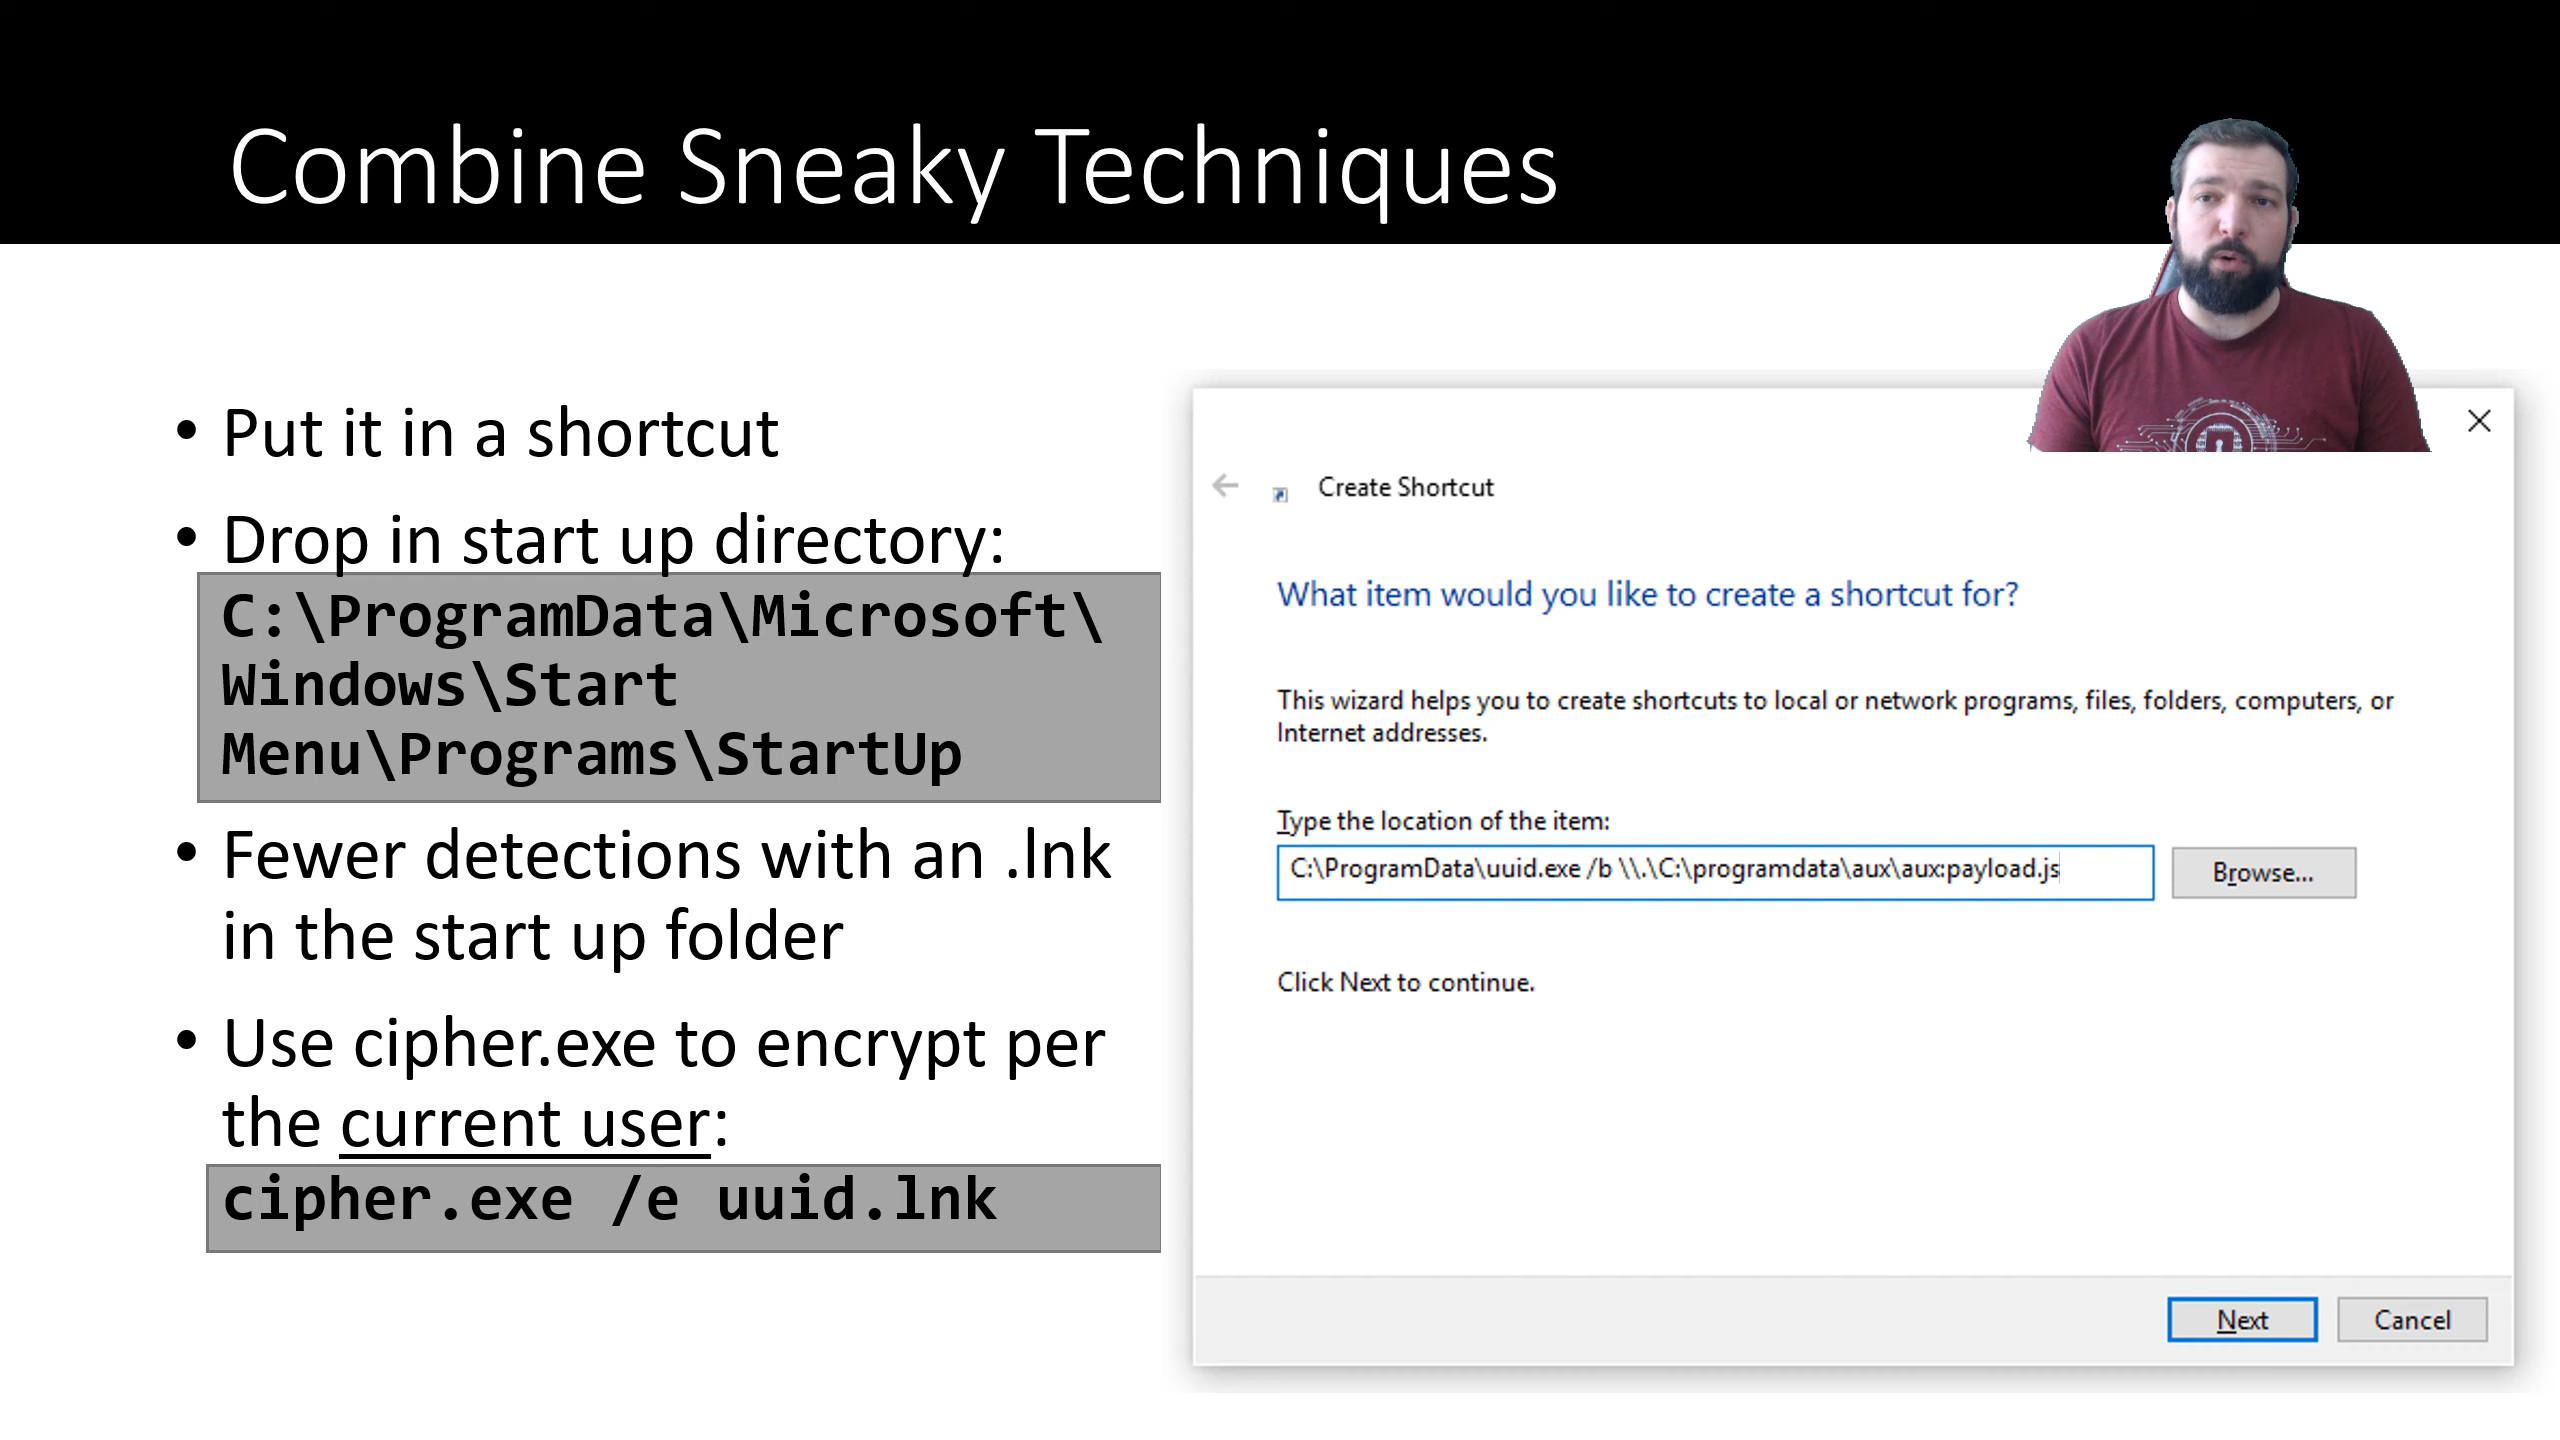 Combine Sneaky Techniques
• Put it in a shortcut
• Drop in start up directory:
C:\ProgramData\Microsoft\
Windows\Start
Menu\Programs\StartUp
• Fewer detections with an .lnk
in the start up folder
• Use cipher.exe to encrypt per
the current user:
cipher.exe /e uuid.lnk
Create Shortcut
What item would you like to create a shortcut for?
This wizard helps you to create shortcuts to local or network programs, files, folders, computers, or
Internet addresses.
Type the location of the item:
C:\ProgramData\uuid.exe /b \\.\C:\programdata\aux\aux:payload.js
Browse...
Click Next to continue.
Next
Cancel